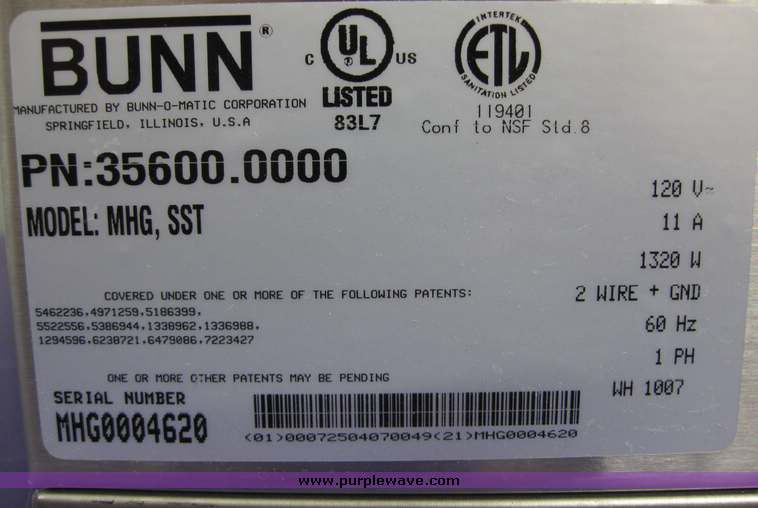 BUNN®
MANUFACTURED BY BUNN-O-MATIC CORPORATION
SPRINGFIELD, ILLINOIS, U.S.A
C UL US
LISTED
83L7
INTERTEK
ETL
SANITATION LISTED
119401
Conf to NSF Std.8
PN:35600.0000
MODEL: MHG, SST
120 V~
11 A
1320 W
2 WIRE + GND
60 Hz
1 PH
WH 1007
COVERED UNDER ONE OR MORE OF THE FOLLOWING PATENTS:
5462236,4971259,5186399,
5522556,5386944,1338962,1336988,
1294596,6238721,6479086,7223427
ONE OR MORE OTHER PATENTS MAY BE PENDING
SERIAL NUMBER
MHG0004620
(01)00072504070049(21)MHG0004620
www.purplewave.com